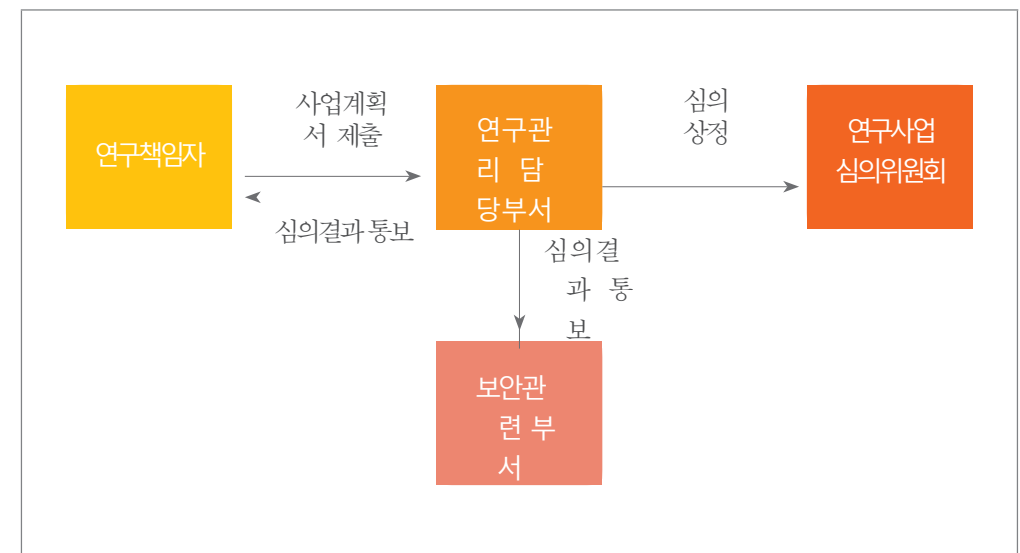 연구책임자
사업계획
서 제출
심의결과 통보
연구관
리 담
당부서
심의
상정
연구사업
심의위원회
심의결
과 통
보
보안관
련 부
서